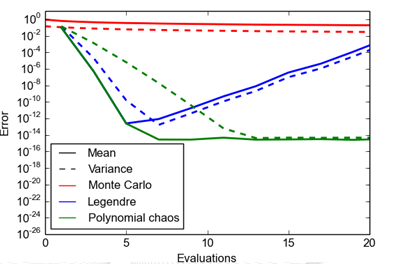 10^0
10^-2
10^-4
10^-6
10^-8
10^-10
10^-12
10^-14
10^-16
10^-18
10^-20
10^-22
10^-24
10^-26
Error
Mean
Variance
Monte Carlo
Legendre
Polynomial chaos
0 5 10 15 20
Evaluations